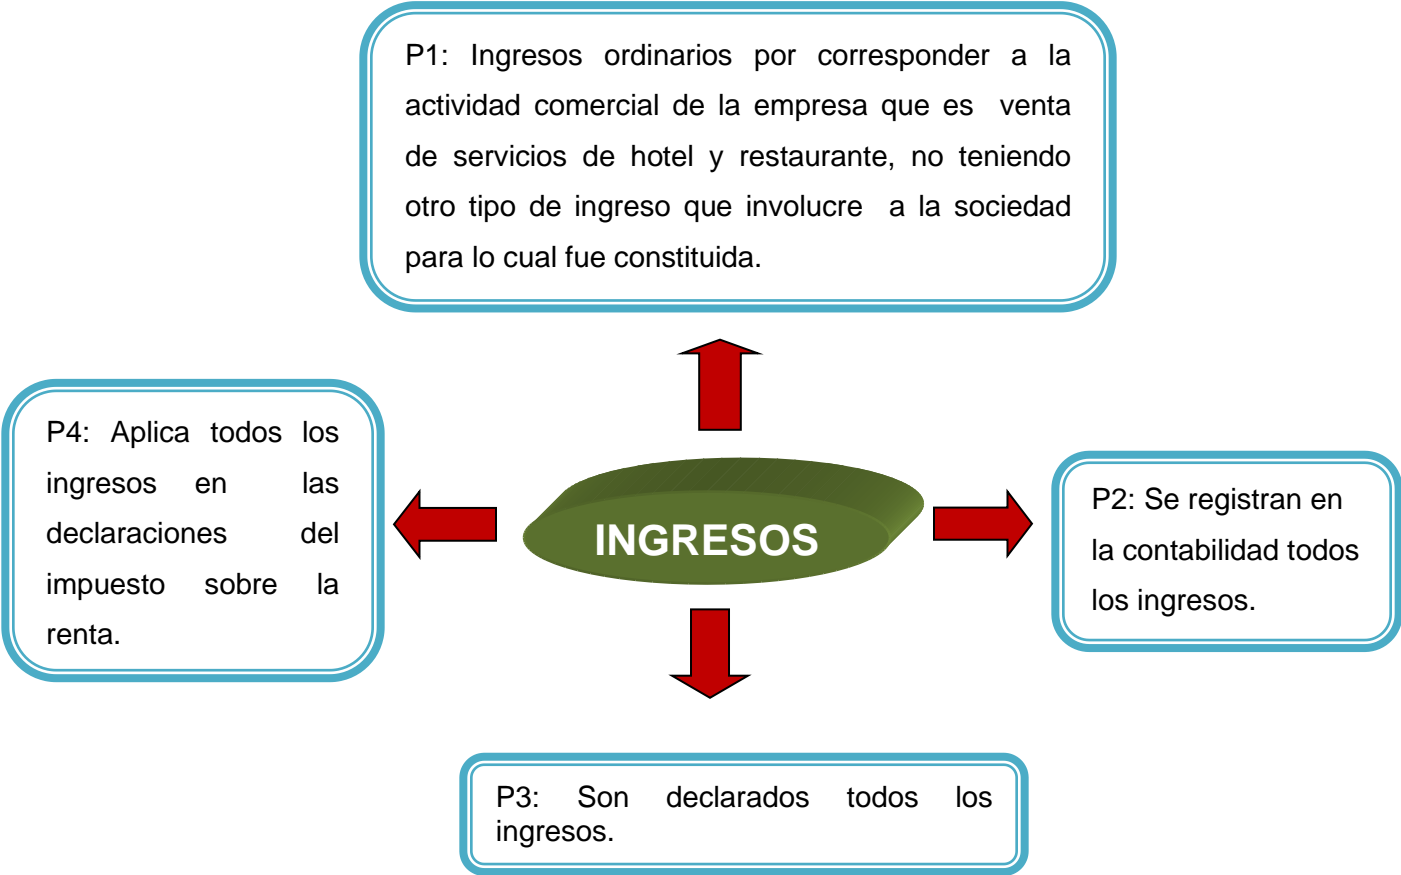 P1: Ingresos ordinarios por corresponder a la
actividad comercial de la empresa que es venta
de servicios de hotel y restaurante, no teniendo
otro tipo de ingreso que involucre a la sociedad
para lo cual fue constituida.
P4: Aplica todos los
ingresos en las
declaraciones del
impuesto sobre la
renta.
INGRESOS
P2: Se registran en
la contabilidad todos
los ingresos.
P3: Son declarados todos los
ingresos.